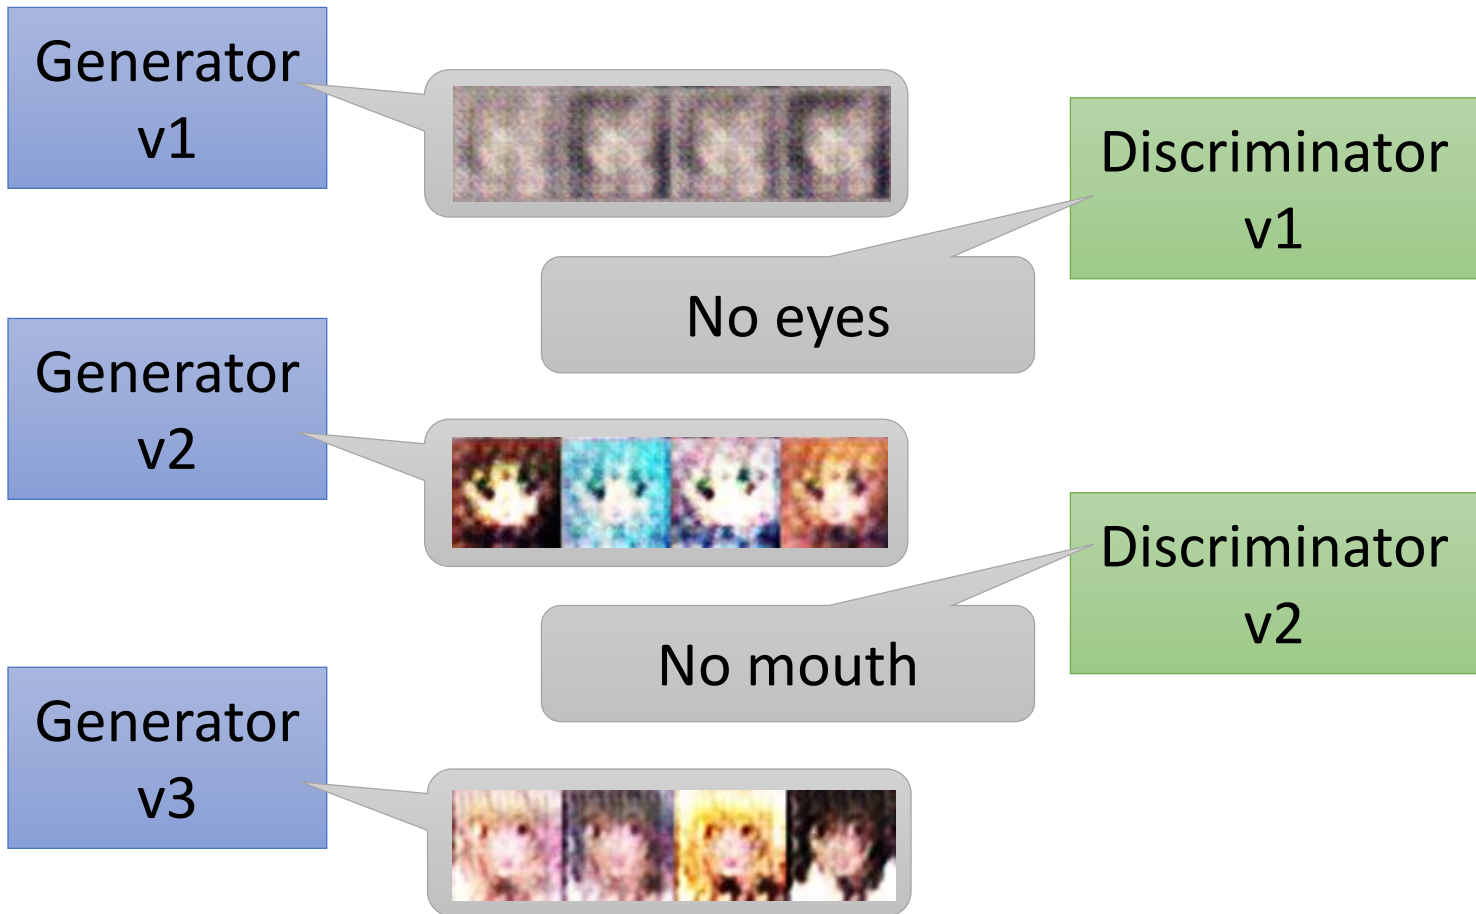 Generator
v1
Discriminator
v1
No eyes
Generator
v2
Discriminator
v2
No mouth
Generator
v3